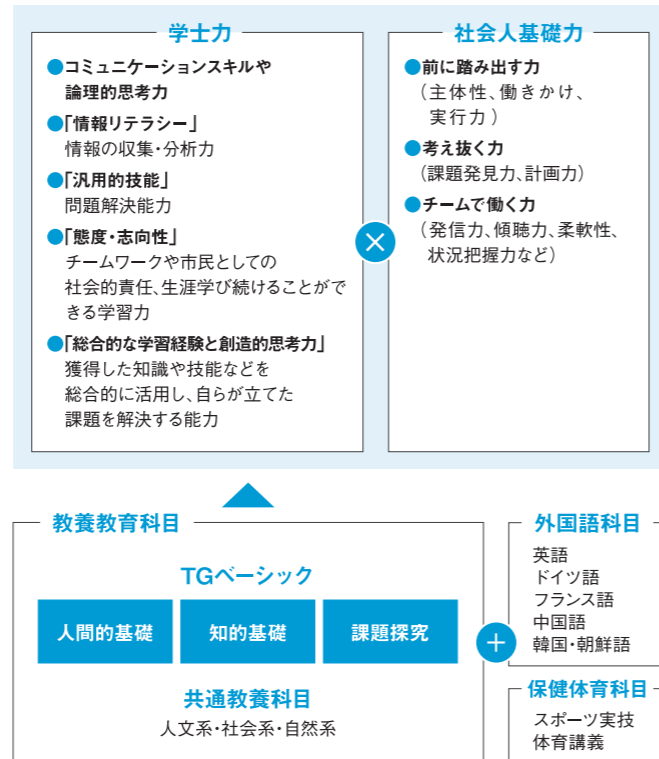 学士力
●コミュニケーションスキルや
論理的思考力
●「情報リテラシー」
情報の収集・分析力
●「汎用的技能」
問題解決能力
●「態度・志向性」
チームワークや市民としての
社会的責任、生涯学び続けることがで
きる学習力
●「総合的な学習経験と創造的思考力」
獲得した知識や技能などを
総合的に活用し、自らが立てた
課題を解決する能力
×
社会人基礎力
●前に踏み出す力
（主体性、働きかけ、
実行力）
●考え抜く力
（課題発見力、計画力）
●チームで働く力
（発信力、傾聴力、柔軟性、
状況把握力など）
教養教育科目
TGベーシック
人間的基礎
知的基礎
課題探究
共通教養科目
人文系・社会系・自然系
＋
外国語科目
英語
ドイツ語
フランス語
中国語
韓国・朝鮮語
保健体育科目
スポーツ実技
体育講義